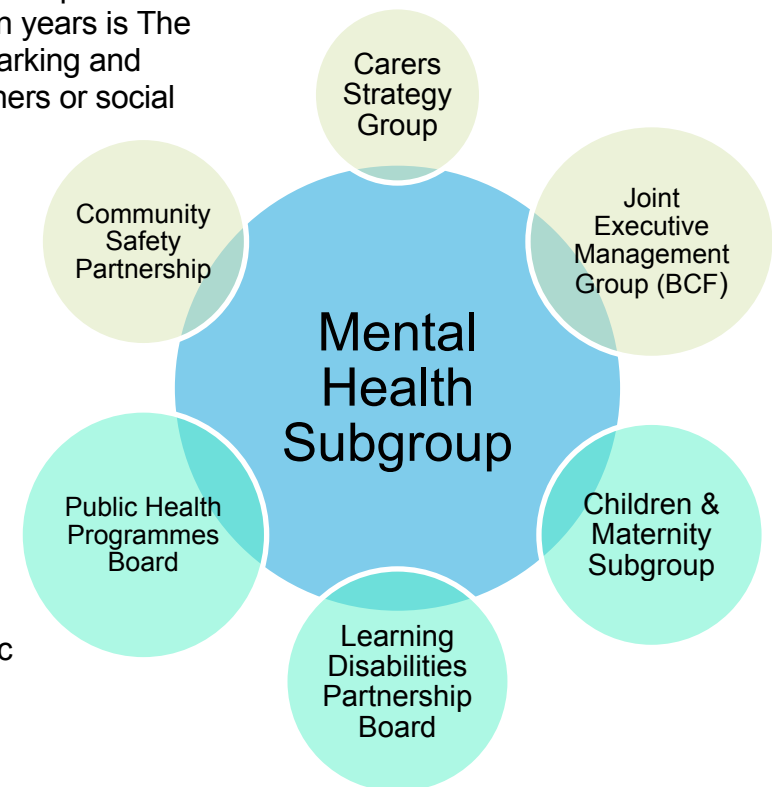 n years is The
arking and
ners or social
Carers
Strategy
Group
Community
Safety
Partnership
Joint
Executive
Management
Group (BCF)
Mental
Health
Subgroup
Public Health
Programmes
Board
Children &
Maternity
Subgroup
Learning
Disabilities
Partnership
Board
c